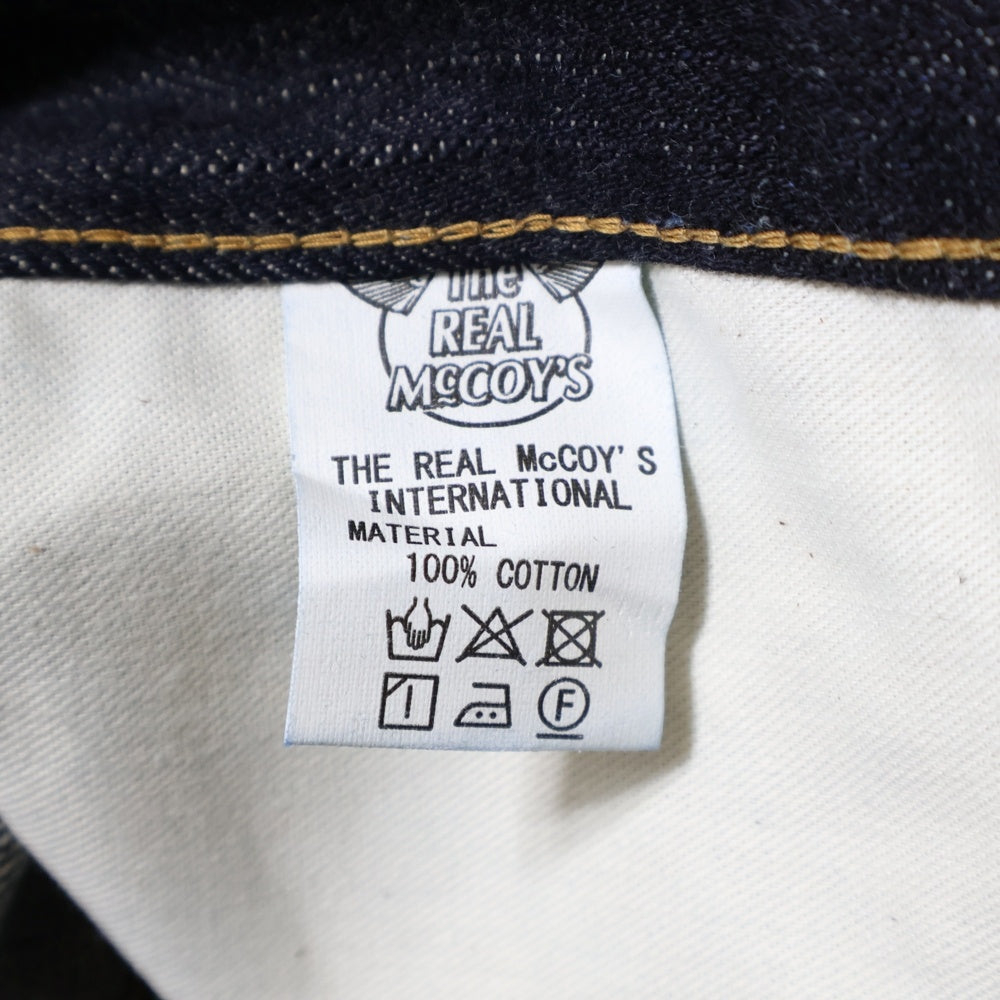 The
REAL
McCOY'S
THE REAL McCOY'S
INTERNATIONAL
MATERIAL
100% COTTON
F